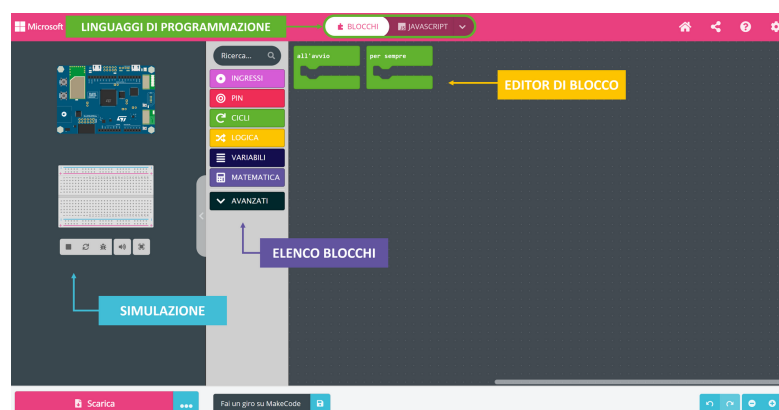 Microsoft
LINGUAGGI DI PROGRAMMAZIONE
BLOCCHI
JAVASCRIPT
Ricerca...
all'avvio
per sempre
INGRESSI
EDITOR DI BLOCCO
PIN
CICLI
LOGICA
VARIABILI
MATEMATICA
AVANZATI
ELENCO BLOCCHI
SIMULAZIONE
Scarica
Fai un giro su MakeCode